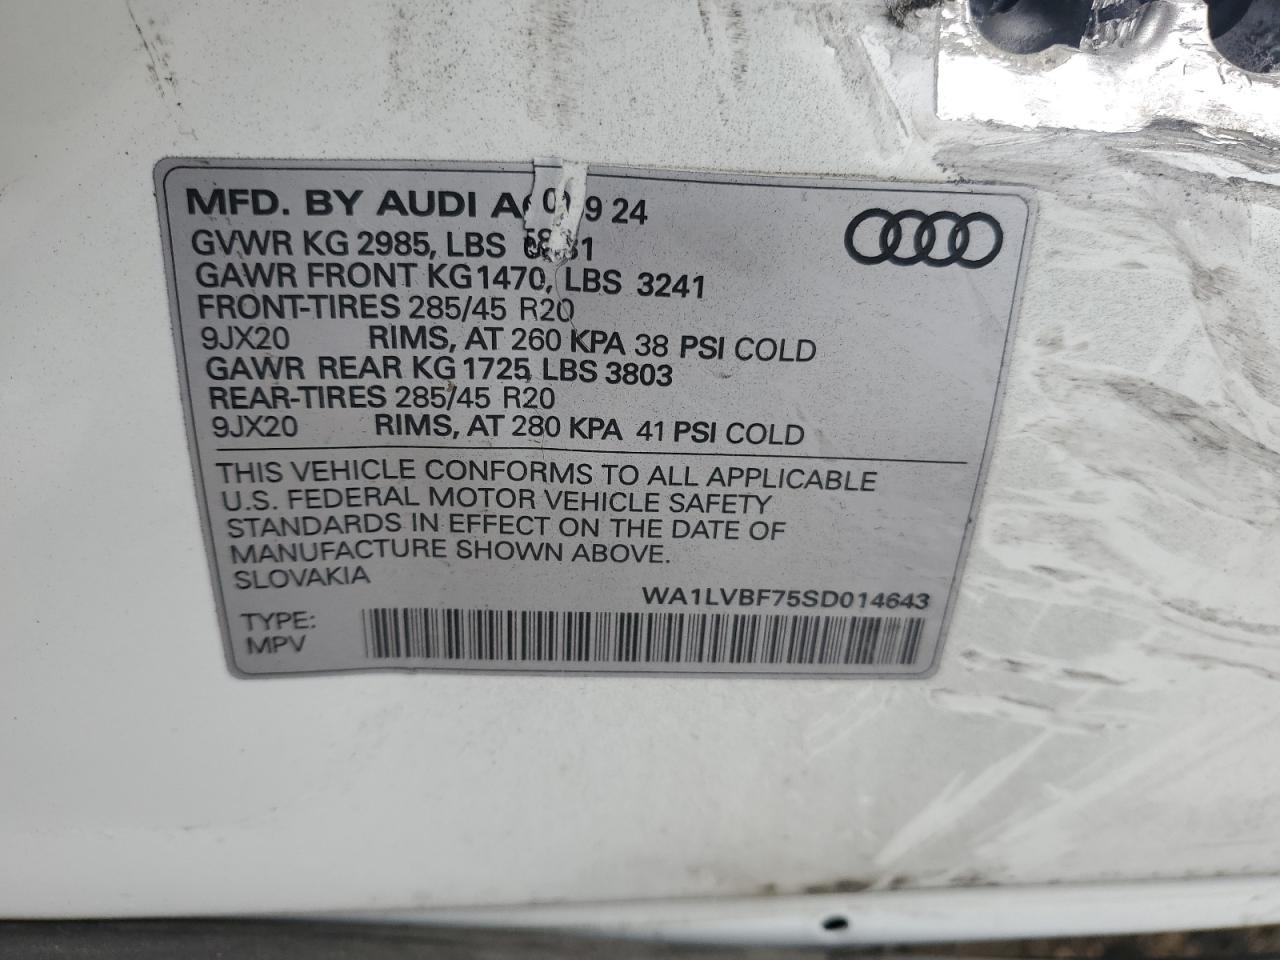 MFD. BY AUDI 9 24
GVWR KG 2985, LBS
GAWR FRONT KG1470, LBS 3241
FRONT-TIRES 285/45 R20
9JX20 RIMS, AT 260 KPA 38 PSI COLD
GAWR REAR KG 1725, LBS 3803
REAR-TIRES 285/45 R20
9JX20 RIMS, AT 280 KPA 41 PSI COLD
THIS VEHICLE CONFORMS TO ALL APPLICABLE
U.S. FEDERAL MOTOR VEHICLE SAFETY
STANDARDS IN EFFECT ON THE DATE OF
MANUFACTURE SHOWN ABOVE.
SLOVAKIA
WA1LVBF75SD014643
TYPE:
MPV